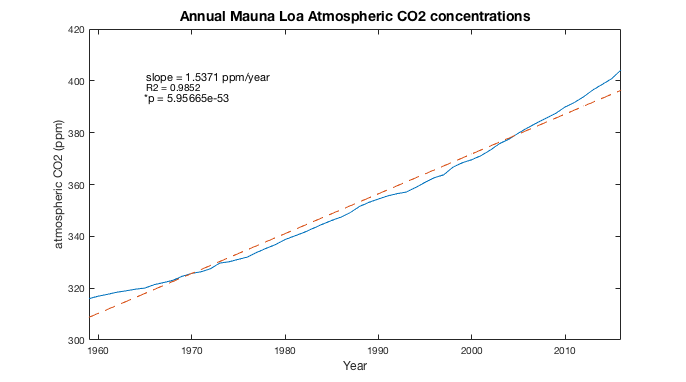 Annual Mauna Loa Atmospheric CO2 concentrations
420
400
380
360
340
320
300
slope = 1.5371 ppm/year
R2 = 0.9852
*p = 5.95665e-53
atmospheric CO2 (ppm)
1960 1970 1980 1990 2000 2010
Year